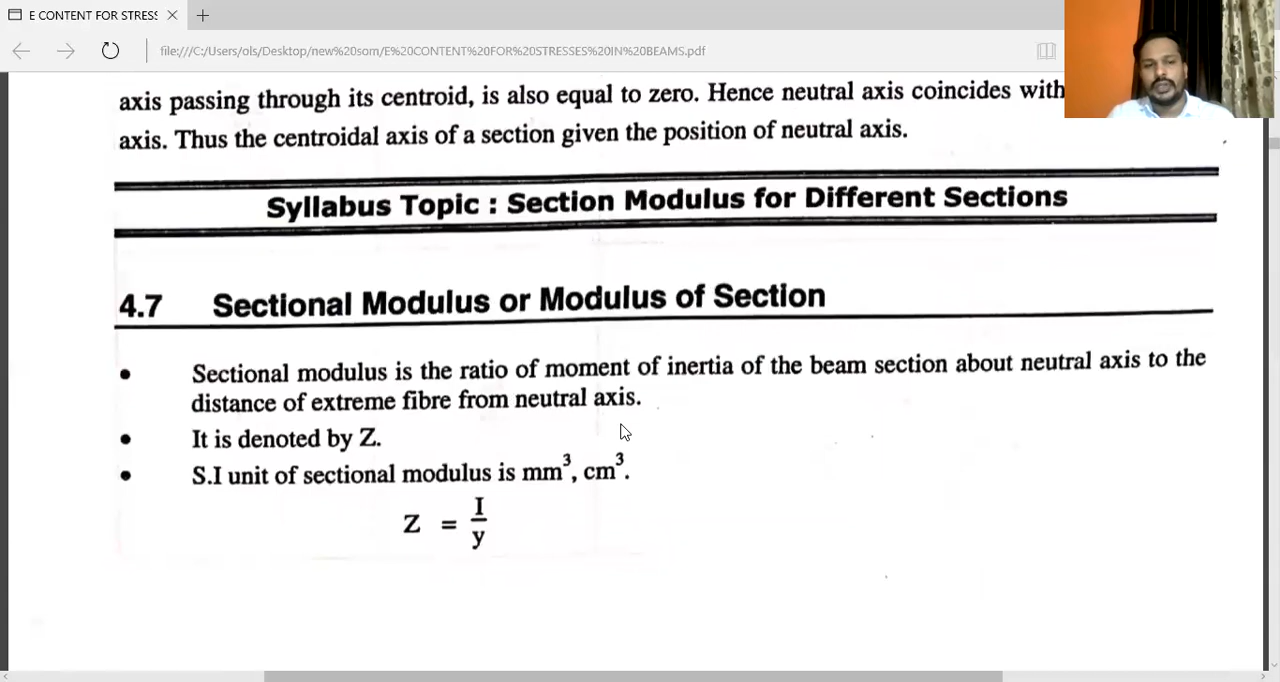 E CONTENT FOR STRESS
file:///C:/Users/ols/Desktop/new%20som/E%20CONTENT%20FOR%20STRESSES%20IN%20BEAMS.pdf
axis passing through its centroid, is also equal to zero. Hence neutral axis coincides with
axis. Thus the centroidal axis of a section given the position of neutral axis.
Syllabus Topic : Section Modulus for Different Sections
4.7 Sectional Modulus or Modulus of Section
• Sectional modulus is the ratio of moment of inertia of the beam section about neutral axis to the
distance of extreme fibre from neutral axis.
• It is denoted by Z.
• S.I unit of sectional modulus is mm³, cm³.
Z = I/y